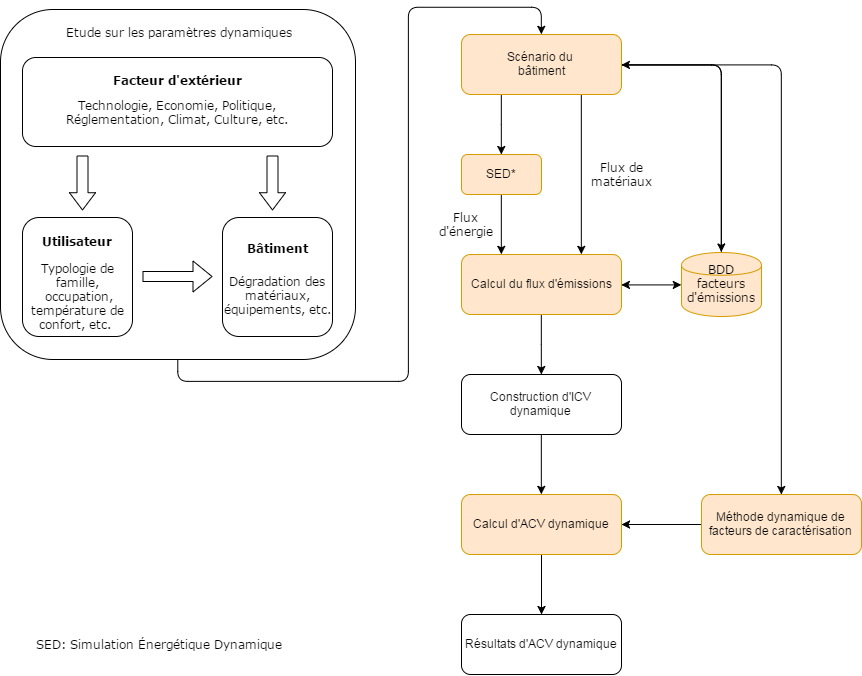 Etude sur les paramètres dynamiques
Facteur d'extérieur
Technologie, Economie, Politique,
Réglementation, Climat, Culture, etc.
Utilisateur
Typologie de
famille,
occupation,
température de
confort, etc.
Bâtiment
Dégradation des
matériaux,
équipements, etc.
Scénario du
bâtiment
SED*
Flux de
matériaux
Flux
d'énergie
Calcul du flux d'émissions
BDD
facteurs
d'émissions
Construction d'ICV
dynamique
Calcul d'ACV dynamique
Méthode dynamique de
facteurs de caractérisation
Résultats d'ACV dynamique
SED: Simulation Énergétique Dynamique